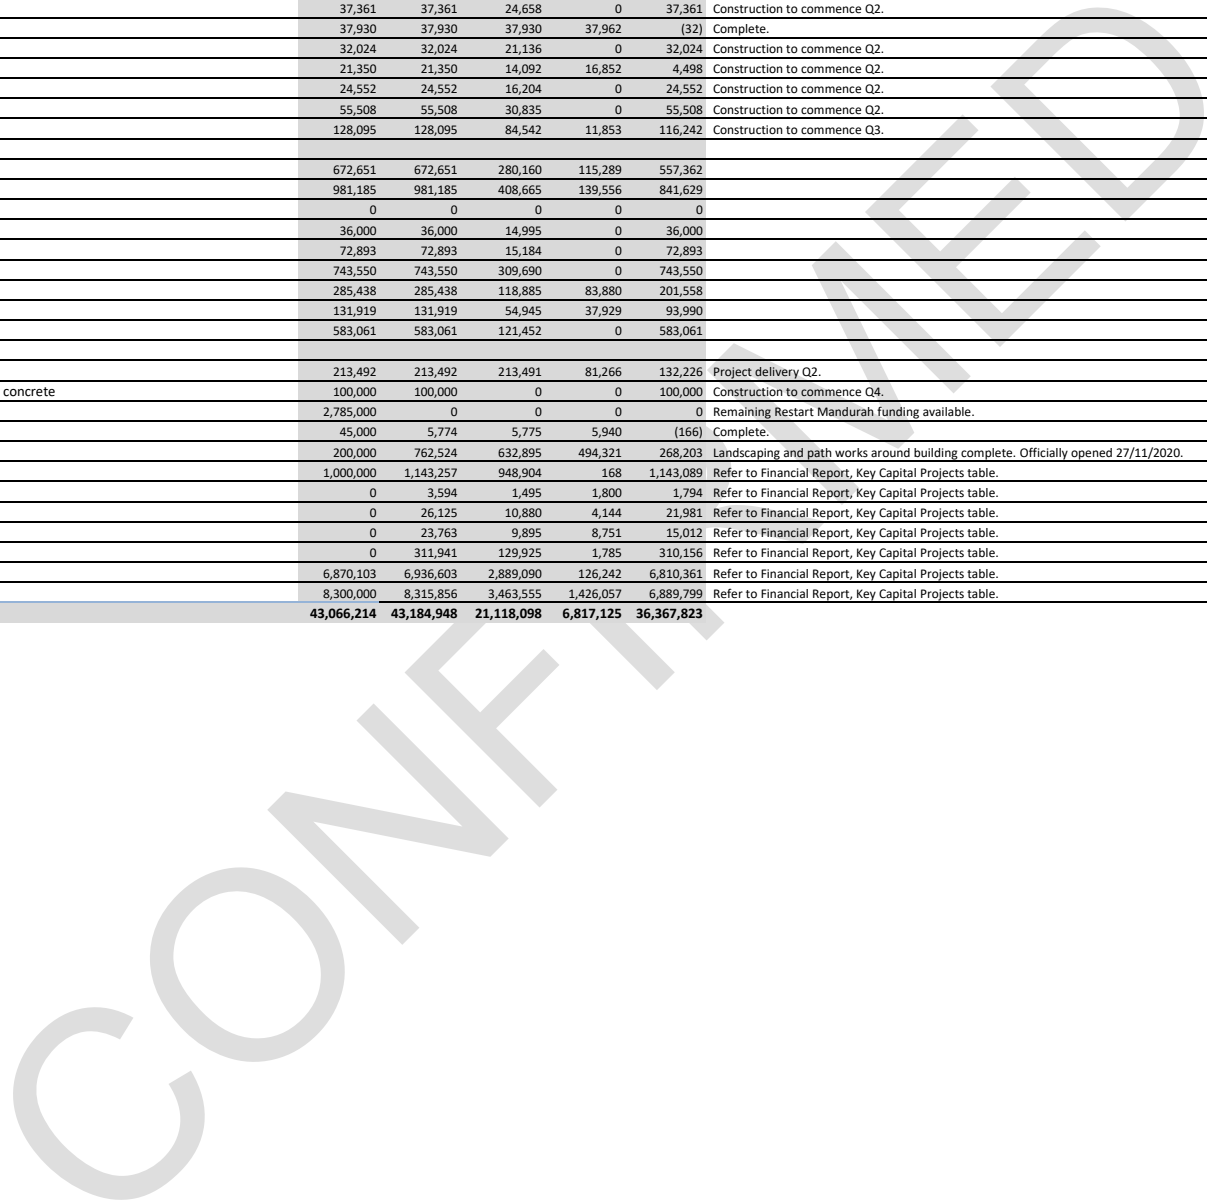 37,361 37,361 24,658 0 37,361 Construction to commence Q2.
37,930 37,930 37,930 37,962 (32) Complete.
32,024 32,024 21,136 0 32,024 Construction to commence Q2.
21,350 21,350 14,092 16,852 4,498 Construction to commence Q2.
24,552 24,552 16,204 0 24,552 Construction to commence Q2.
55,508 55,508 30,835 0 55,508 Construction to commence Q2.
128,095 128,095 84,542 11,853 116,242 Construction to commence Q3.
672,651 672,651 280,160 115,289 557,362
981,185 981,185 408,665 139,556 841,629
0 0 0 0 0
36,000 36,000 14,995 0 36,000
72,893 72,893 15,184 0 72,893
743,550 743,550 309,690 0 743,550
285,438 285,438 118,885 83,880 201,558
131,919 131,919 54,945 37,929 93,990
583,061 583,061 121,452 0 583,061
213,492 213,492 213,491 81,266 132,226 Project delivery Q2.
concrete 100,000 100,000 0 0 100,000 Construction to commence Q4.
2,785,000 0 0 0 0 Remaining Restart Mandurah funding available.
45,000 5,774 5,775 5,940 (166) Complete.
200,000 762,524 632,895 494,321 268,203 Landscaping and path works around building complete. Officially opened 27/11/2020.
1,000,000 1,143,257 948,904 168 1,143,089 Refer to Financial Report, Key Capital Projects table.
0 3,594 1,495 1,800 1,794 Refer to Financial Report, Key Capital Projects table.
0 26,125 10,880 4,144 21,981 Refer to Financial Report, Key Capital Projects table.
0 23,763 9,895 8,751 15,012 Refer to Financial Report, Key Capital Projects table.
0 311,941 129,925 1,785 310,156 Refer to Financial Report, Key Capital Projects table.
6,870,103 6,936,603 2,889,090 126,242 6,810,361 Refer to Financial Report, Key Capital Projects table.
8,300,000 8,315,856 3,463,555 1,426,057 6,889,799 Refer to Financial Report, Key Capital Projects table.
43,066,214 43,184,948 21,118,098 6,817,125 36,367,823
CONFIRMED